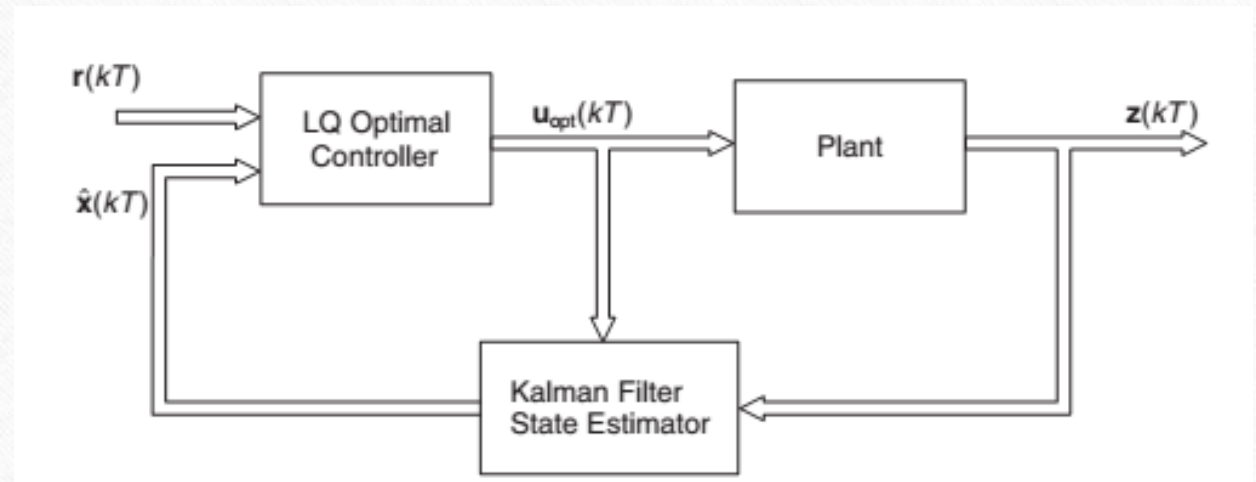 r(kT)
LQ Optimal
Controller
u_opt(kT)
Plant
z(kT)
x̂(kT)
Kalman Filter
State Estimator